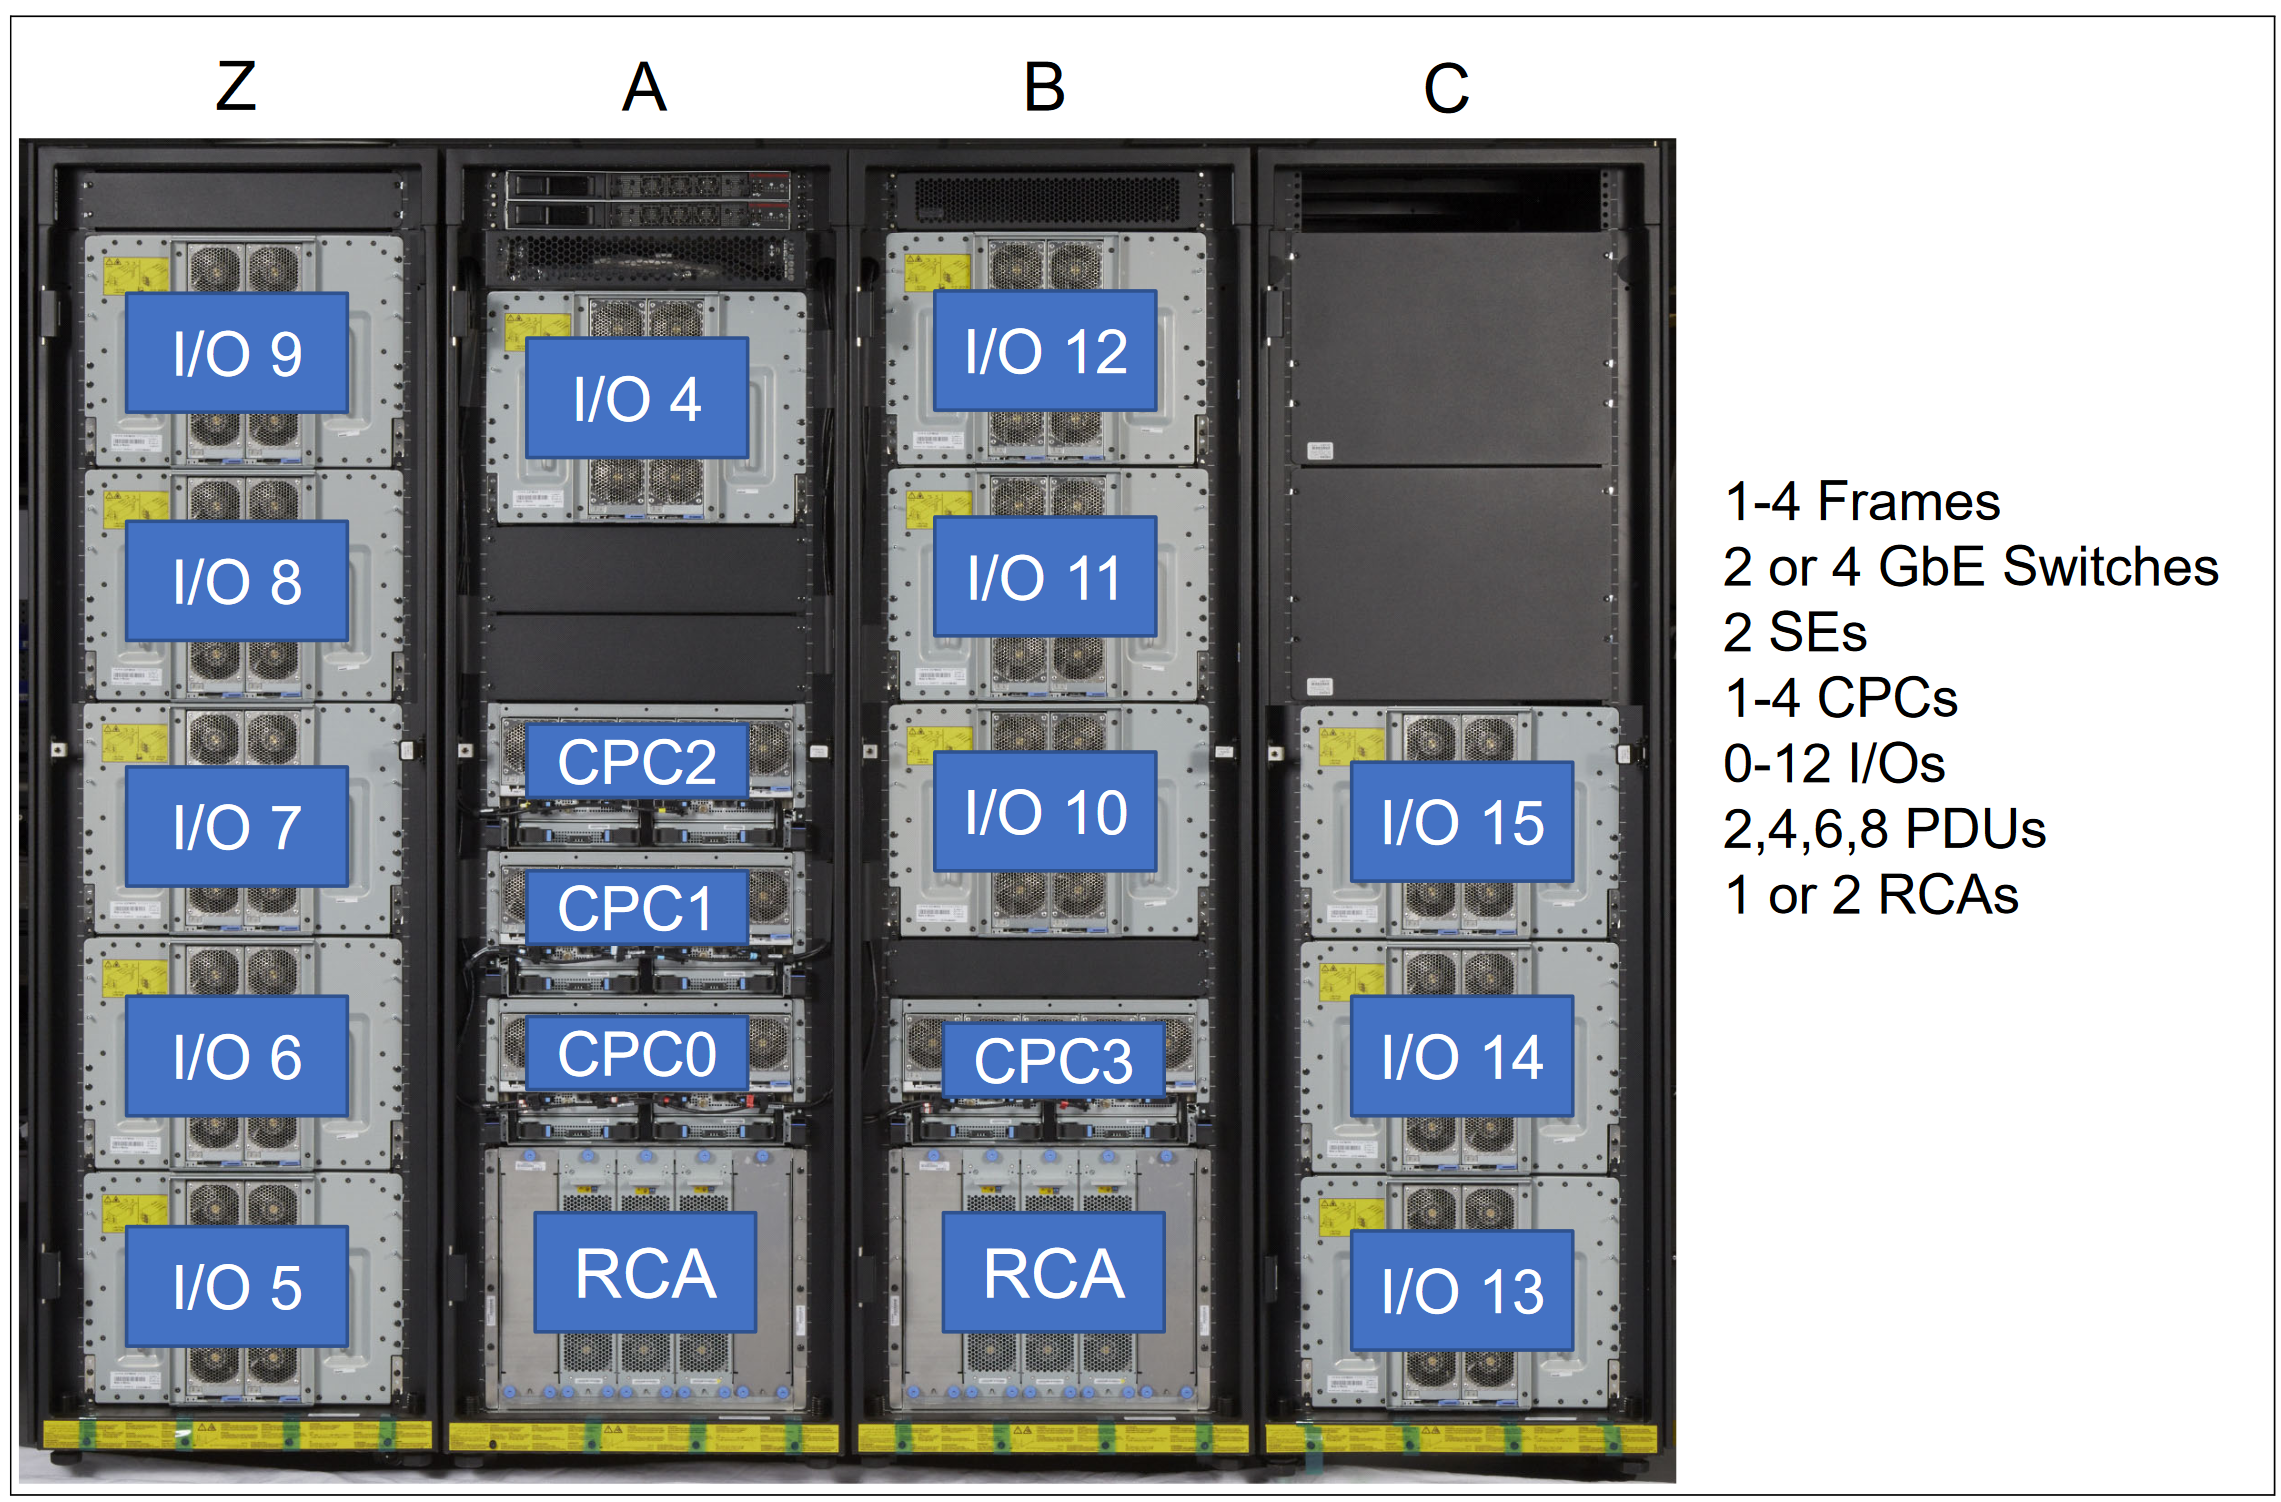 Z A B C
I/O 9
I/O 8
I/O 7
I/O 6
I/O 5
I/O 4
CPC2
CPC1
CPC0
RCA
I/O 12
I/O 11
I/O 10
CPC3
RCA
I/O 15
I/O 14
I/O 13
1-4 Frames
2 or 4 GbE Switches
2 SEs
1-4 CPCs
0-12 I/Os
2,4,6,8 PDUs
1 or 2 RCAs